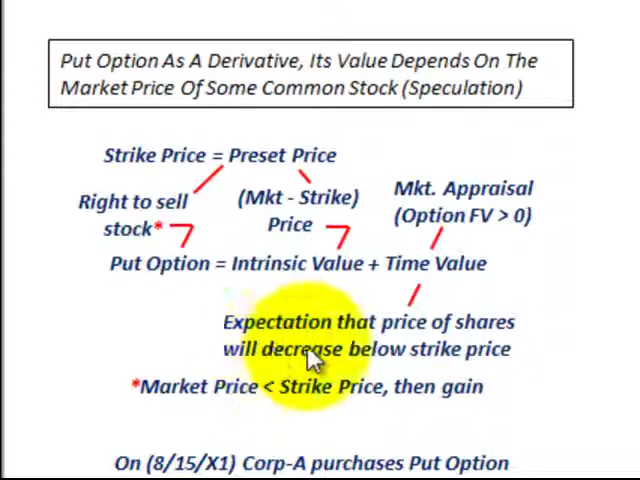 Put Option As A Derivative, Its Value Depends On The
Market Price Of Some Common Stock (Speculation)
Strike Price = Preset Price
Right to sell
stock*
(Mkt - Strike)
Price
Mkt. Appraisal
(Option FV > 0)
Put Option = Intrinsic Value + Time Value
Expectation that price of shares
will decrease below strike price
*Market Price < Strike Price, then gain
On (8/15/X1) Corp-A purchases Put Option